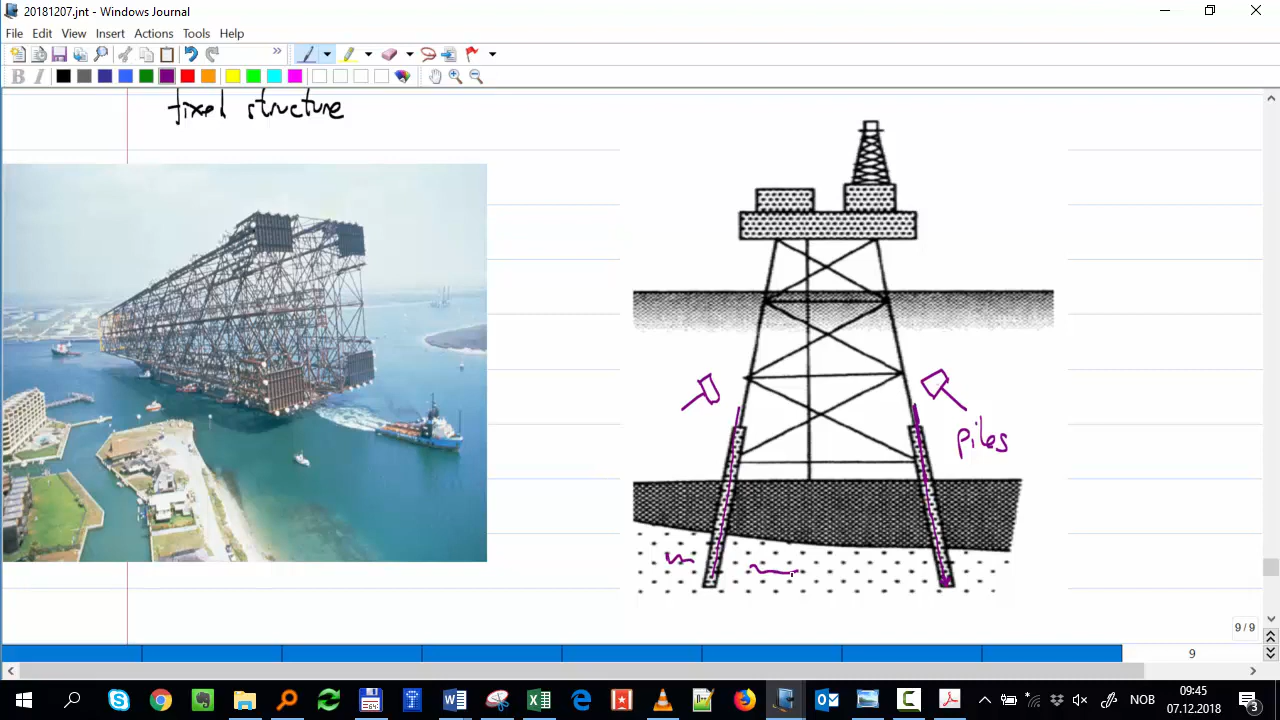 20181207.jnt - Windows Journal
File Edit View Insert Actions Tools Help
B I
fixed structure
piles
9 / 9
9
NOB
09:45
07.12.2018
3